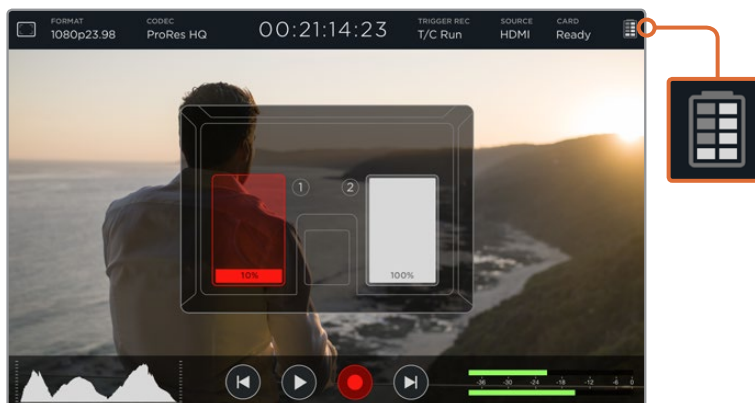 FORMAT
1080p23.98
CODEC
ProRes HQ
00:21:14:23
TRIGGER REC
T/C Run
SOURCE
HDMI
CARD
Ready
1
2
10%
100%
-36 -30 -24 -18 -12 -6 0